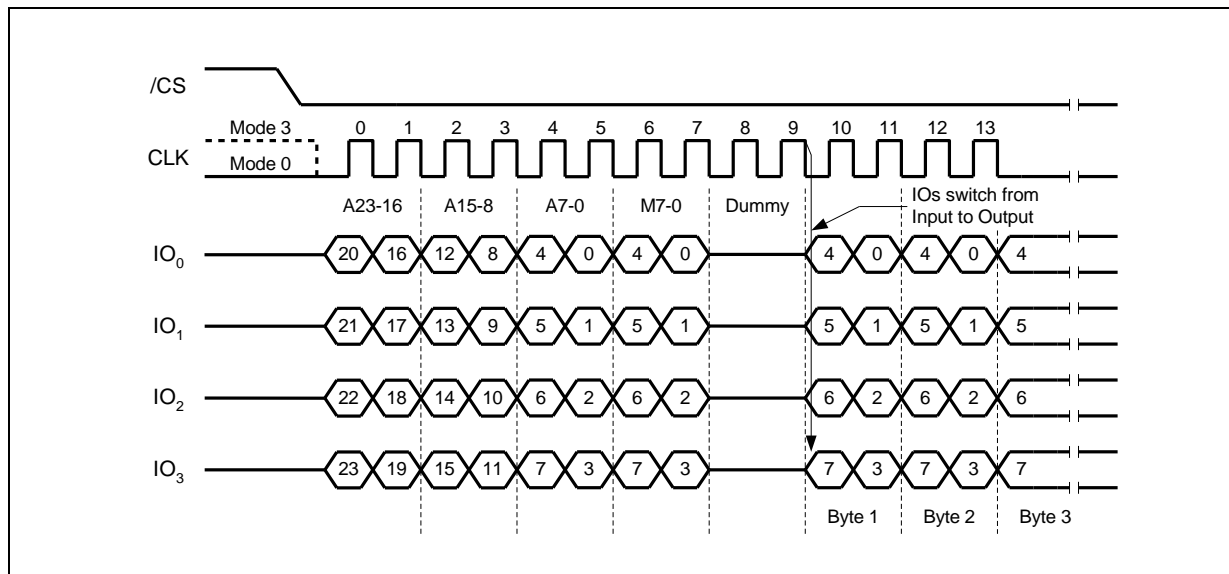 /CS
Mode 3 0 1 2 3 4 5 6 7 8 9 10 11 12 13
CLK Mode 0
A23-16 A15-8 A7-0 M7-0 Dummy IOs switch from
Input to Output
IO0 20 16 12 8 4 0 4 0 4 0 4 0 4
IO1 21 17 13 9 5 1 5 1 5 1 5 1 5
IO2 22 18 14 10 6 2 6 2 6 2 6 2 6
IO3 23 19 15 11 7 3 7 3 7 3 7 3 7
Byte 1 Byte 2 Byte 3